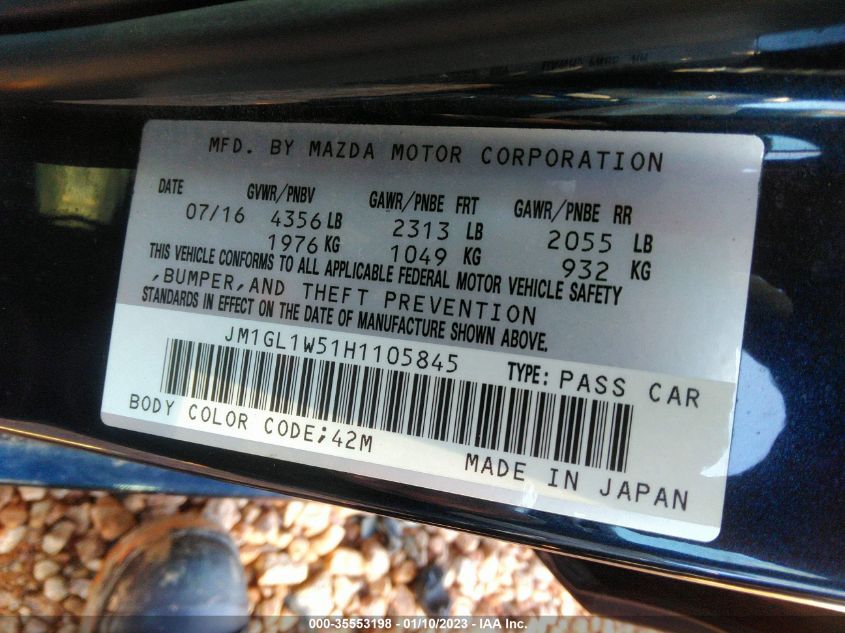 MFD. BY MAZDA MOTOR CORPORATION
DATE GVWR/PNBV GAWR/PNBE FRT GAWR/PNBE RR
07/16 4356 LB 2313 LB 2055 LB
1976 KG 1049 KG 932 KG
THIS VEHICLE CONFORMS TO ALL APPLICABLE FEDERAL MOTOR VEHICLE SAFETY
,BUMPER,AND THEFT PREVENTION
STANDARDS IN EFFECT ON THE DATE OF MANUFACTURE SHOWN ABOVE.
JM1GL1W51H1105845 TYPE: PASS CAR
BODY COLOR CODE;42M
MADE IN JAPAN
000-35553198 - 01/10/2023 - IAA Inc.